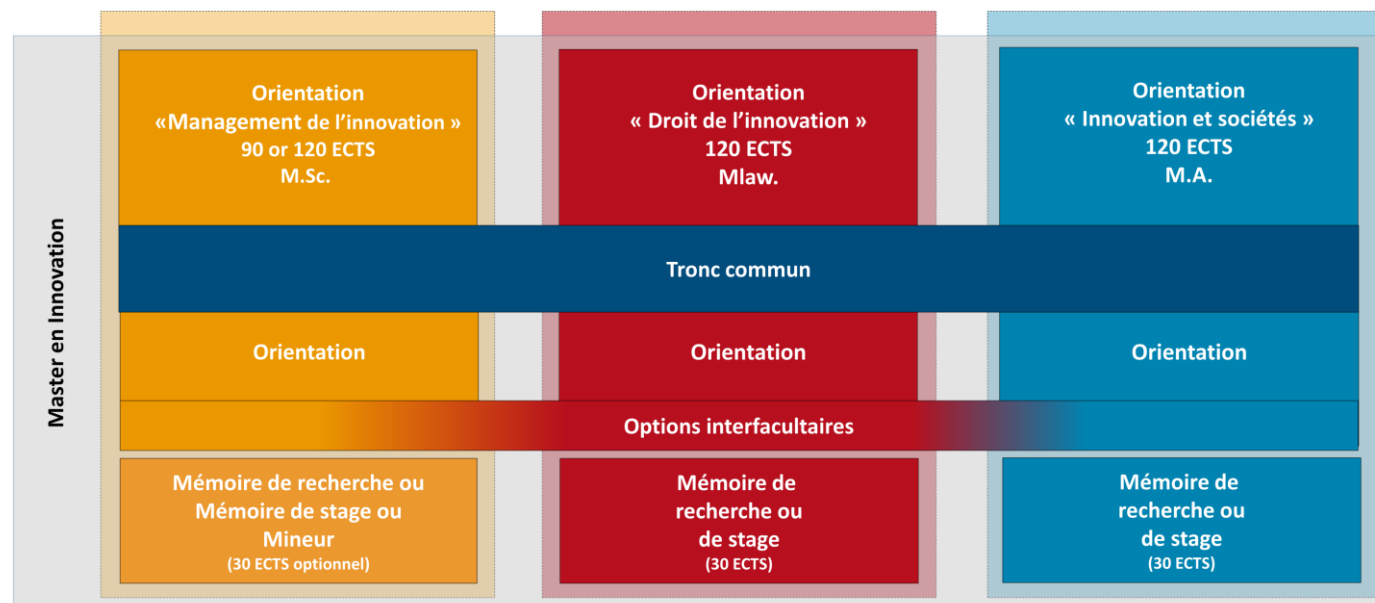 Master en Innovation
Orientation
«Management de l’innovation »
90 or 120 ECTS
M.Sc.
Orientation
« Droit de l’innovation »
120 ECTS
Mlaw.
Orientation
« Innovation et sociétés »
120 ECTS
M.A.
Tronc commun
Orientation
Orientation
Orientation
Options interfacultaires
Mémoire de recherche ou
Mémoire de stage ou
Mineur
(30 ECTS optionnel)
Mémoire de
recherche ou
de stage
(30 ECTS)
Mémoire de
recherche ou
de stage
(30 ECTS)